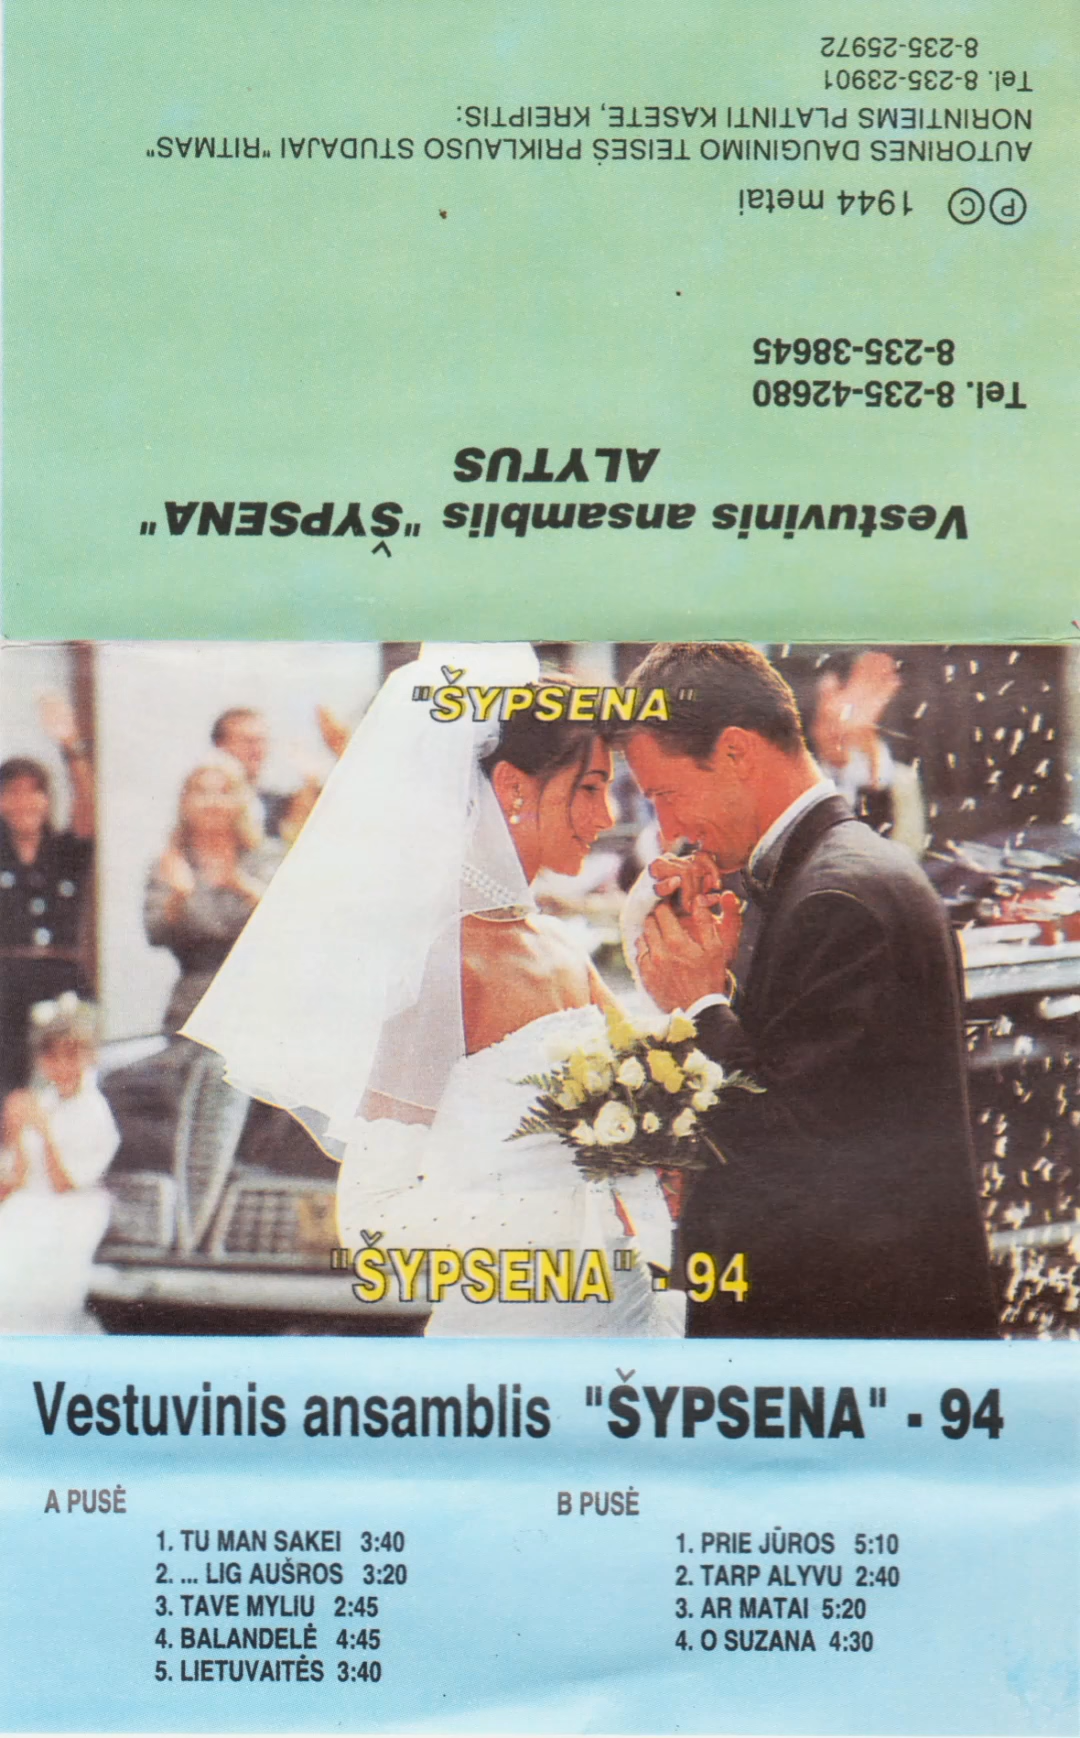 Vestuvinis ansamblis "ŠYPSENA"
ALYTUS
Tel. 8-235-42680
8-235-38645
Ⓟ Ⓒ 1944 metai
AUTORINES DAUGINIMO TEISĖS PRIKLAUSO STUDAJAI "RITMAS"
NORINTIEMS PLATINTI KASETE, KREIPTIS:
Tel. 8-235-23901
8-235-25972
"ŠYPSENA"
"ŠYPSENA" - 94
Vestuvinis ansamblis "ŠYPSENA" - 94
A PUSĖ
1. TU MAN SAKEI 3:40
2. ... LIG AUŠROS 3:20
3. TAVE MYLIU 2:45
4. BALANDELĖ 4:45
5. LIETUVAITĖS 3:40
B PUSĖ
1. PRIE JŪROS 5:10
2. TARP ALYVU 2:40
3. AR MATAI 5:20
4. O SUZANA 4:30